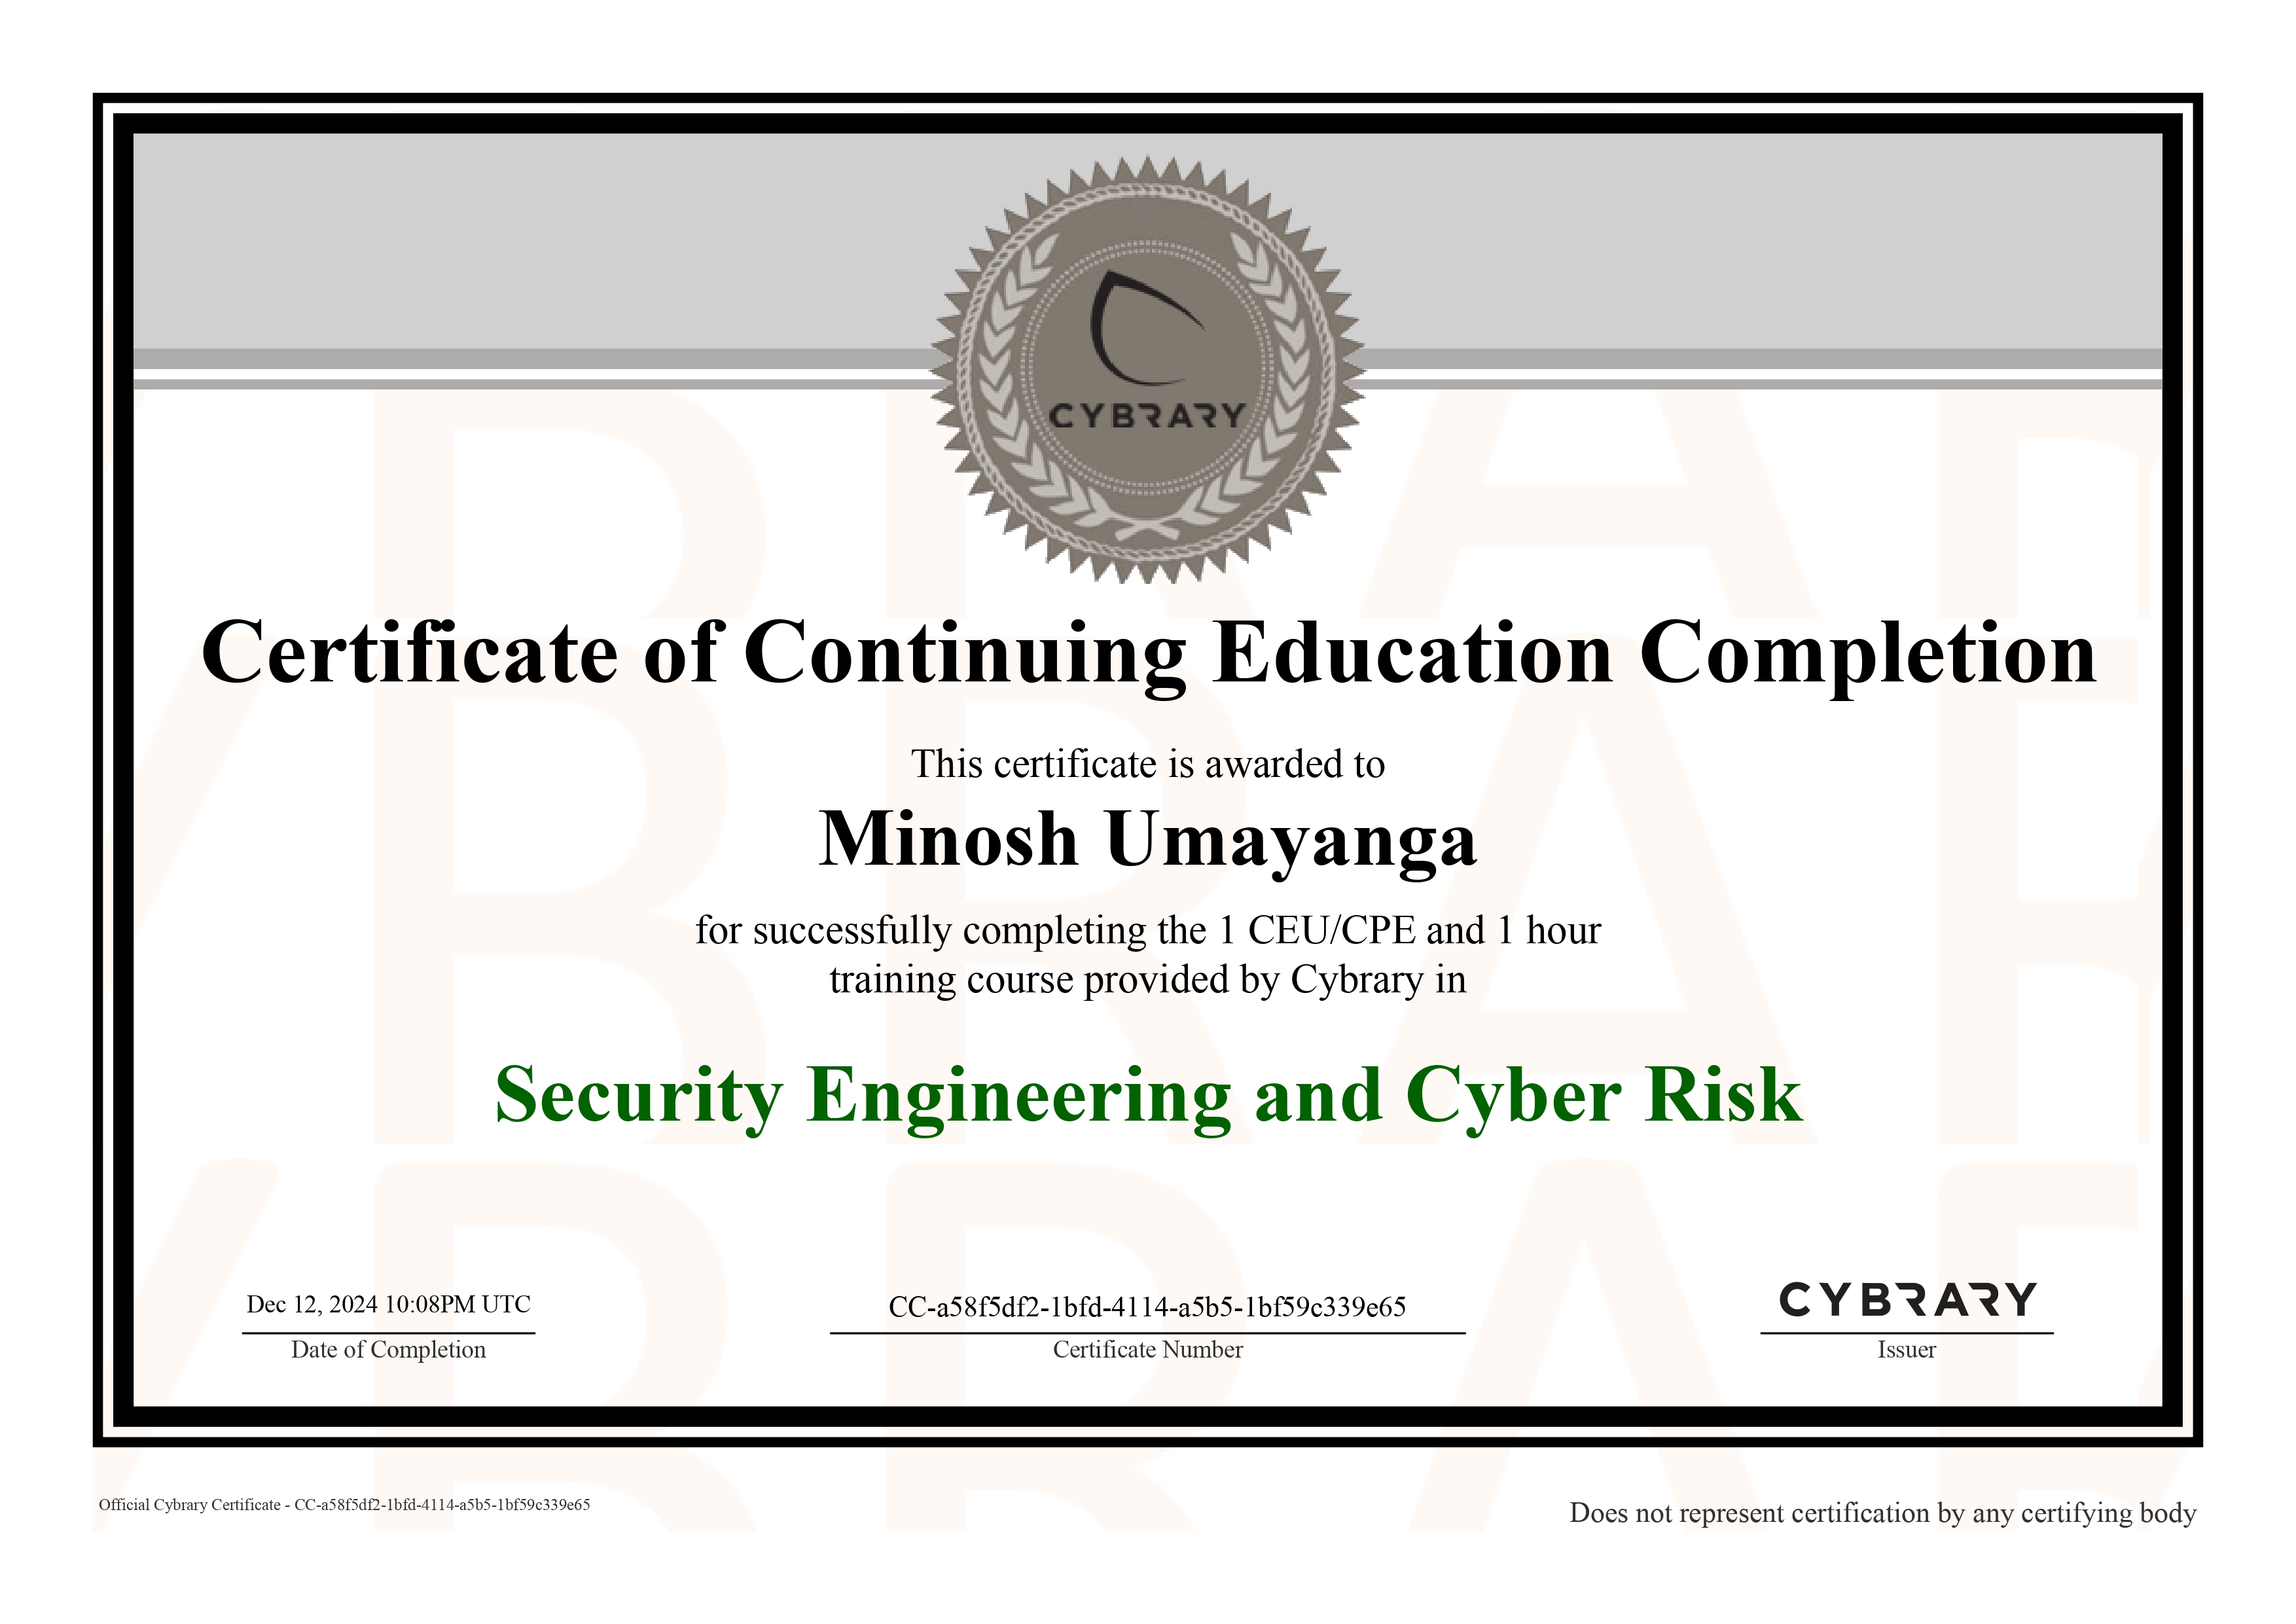 CYBRARY
Certificate of Continuing Education Completion
This certificate is awarded to
Minosh Umayanga
for successfully completing the 1 CEU/CPE and 1 hour
training course provided by Cybrary in
Security Engineering and Cyber Risk
Dec 12, 2024 10:08PM UTC
Date of Completion
CC-a58f5df2-1bfd-4114-a5b5-1bf59c339e65
Certificate Number
CYBRARY
Issuer
Official Cybrary Certificate - CC-a58f5df2-1bfd-4114-a5b5-1bf59c339e65
Does not represent certification by any certifying body